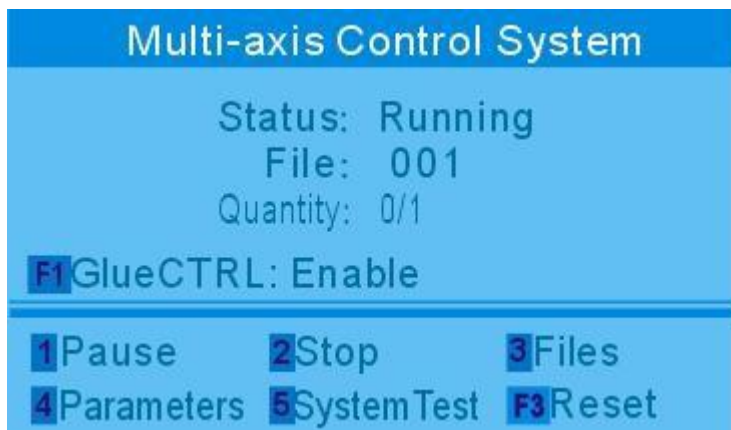 Multi-axis Control System
Status: Running
File: 001
Quantity: 0/1
F1 GlueCTRL: Enable
1 Pause 2 Stop 3 Files
4 Parameters 5 SystemTest F3 Reset